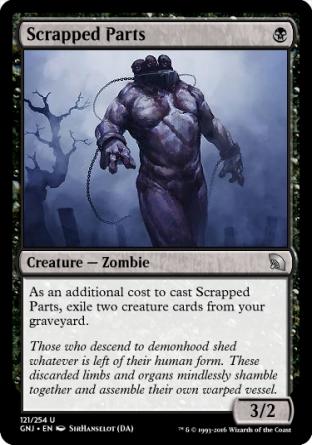 Scrapped Parts
Creature — Zombie
As an additional cost to cast Scrapped
Parts, exile two creature cards from your
graveyard.
Those who descend to demonhood shed
whatever is left of their human form. These
discarded limbs and organs mindlessly shamble
together and assemble their own warped vessel.
3/2
121/254 U
GNJ • EN SirHanselot (DA)
™ & © 1993-2016 Wizards of the Coast